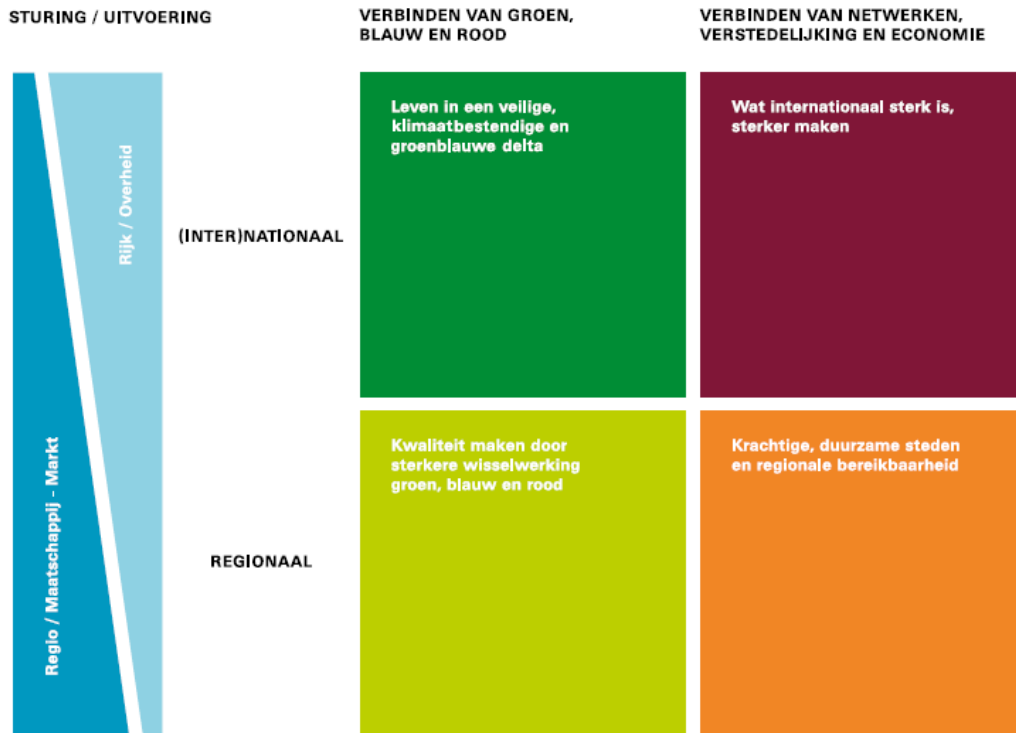 STURING / UITVOERING
VERBINDEN VAN GROEN,
BLAUW EN ROOD
VERBINDEN VAN NETWERKEN,
VERSTEDELIJKING EN ECONOMIE
Rijk / Overheid
Regio / Maatschappij - Markt
(INTER)NATIONAAL
Leven in een veilige,
klimaatbestendige en
groenblauwe delta
Wat internationaal sterk is,
sterker maken
REGIONAAL
Kwaliteit maken door
sterkere wisselwerking
groen, blauw en rood
Krachtige, duurzame steden
en regionale bereikbaarheid